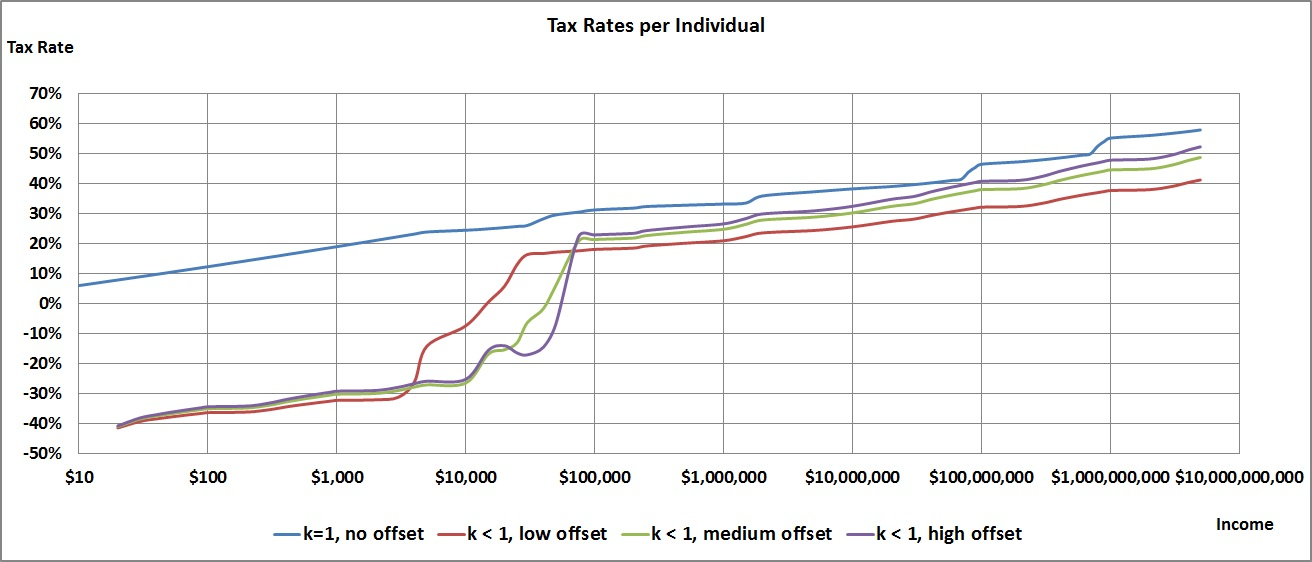 Tax Rates per Individual
Tax Rate
70%
60%
50%
40%
30%
20%
10%
0%
-10%
-20%
-30%
-40%
-50%
$10 $100 $1,000 $10,000 $100,000 $1,000,000 $10,000,000 $100,000,000 $1,000,000,000 $10,000,000,000
Income
k=1, no offset k < 1, low offset k < 1, medium offset k < 1, high offset